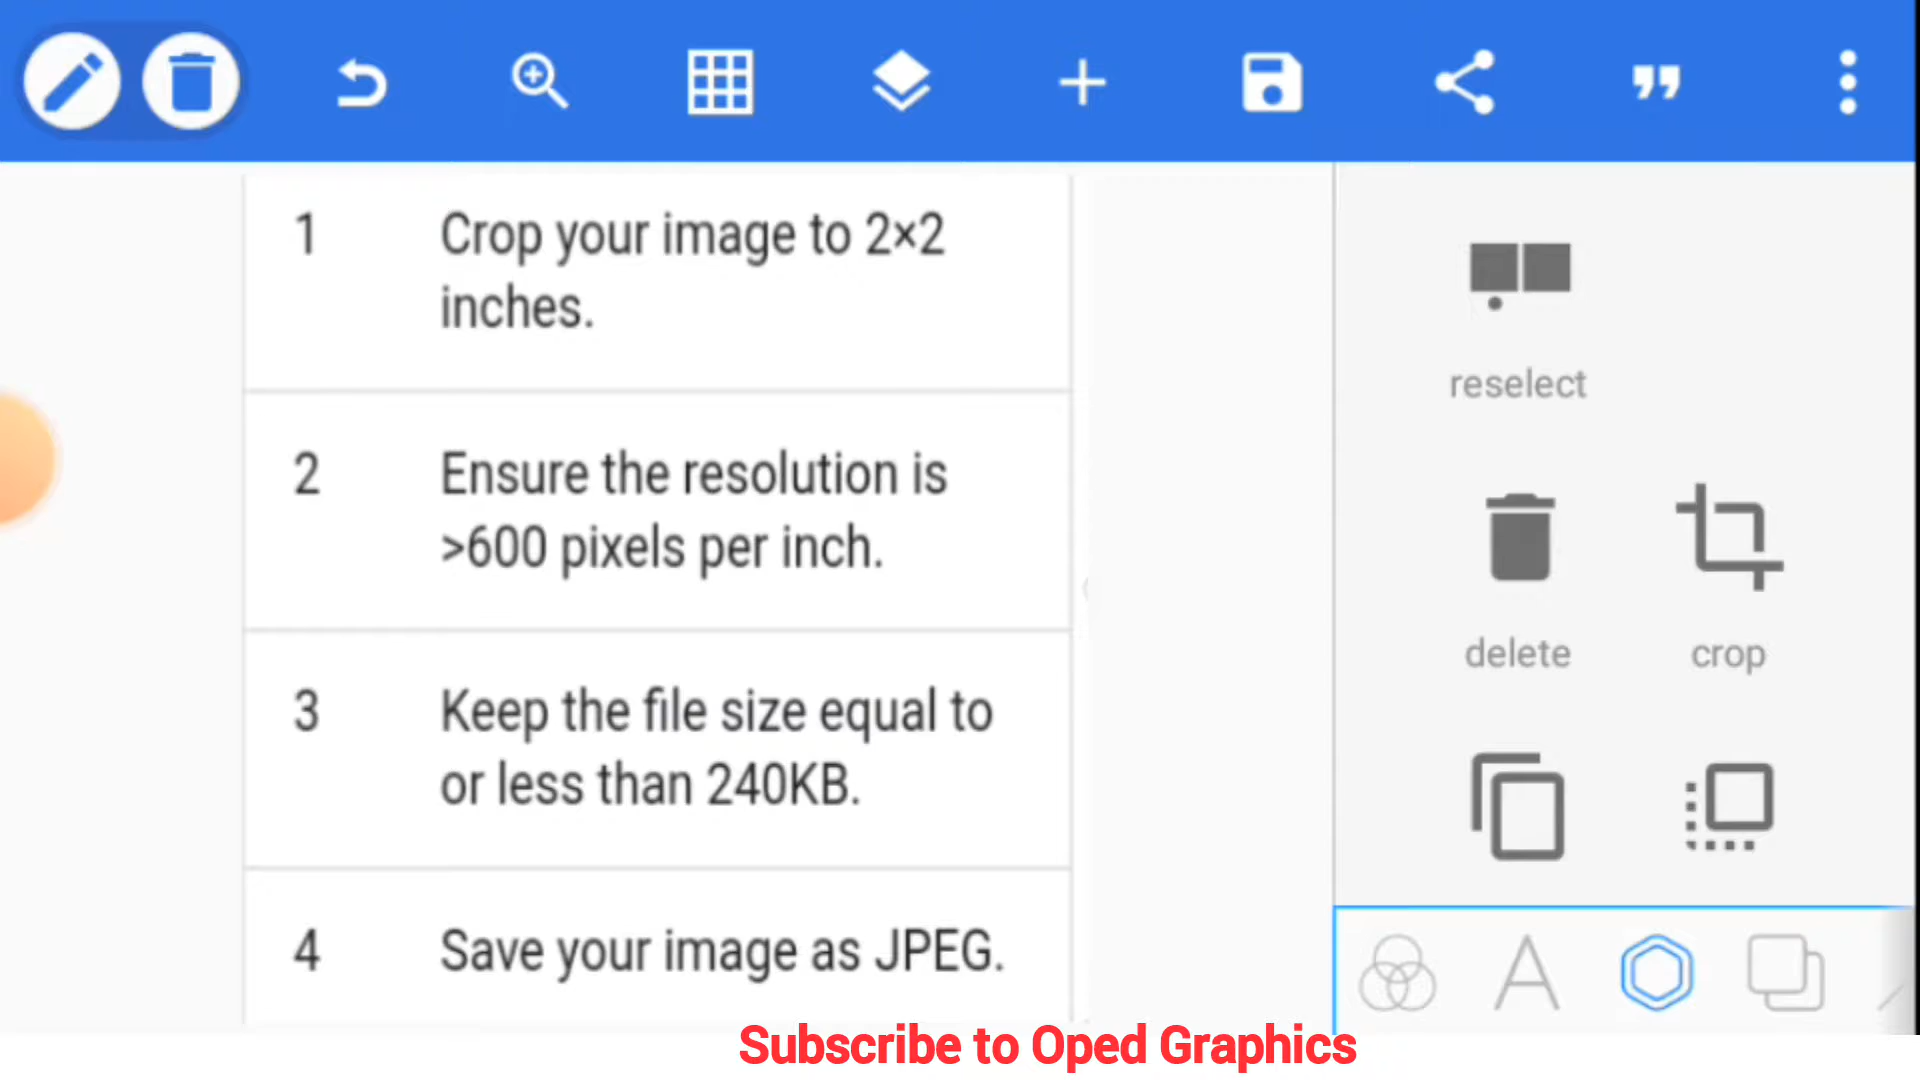 1 Crop your image to 2×2
inches.
2 Ensure the resolution is
>600 pixels per inch.
3 Keep the file size equal to
or less than 240KB.
4 Save your image as JPEG.
reselect
delete crop
Subscribe to Oped Graphics